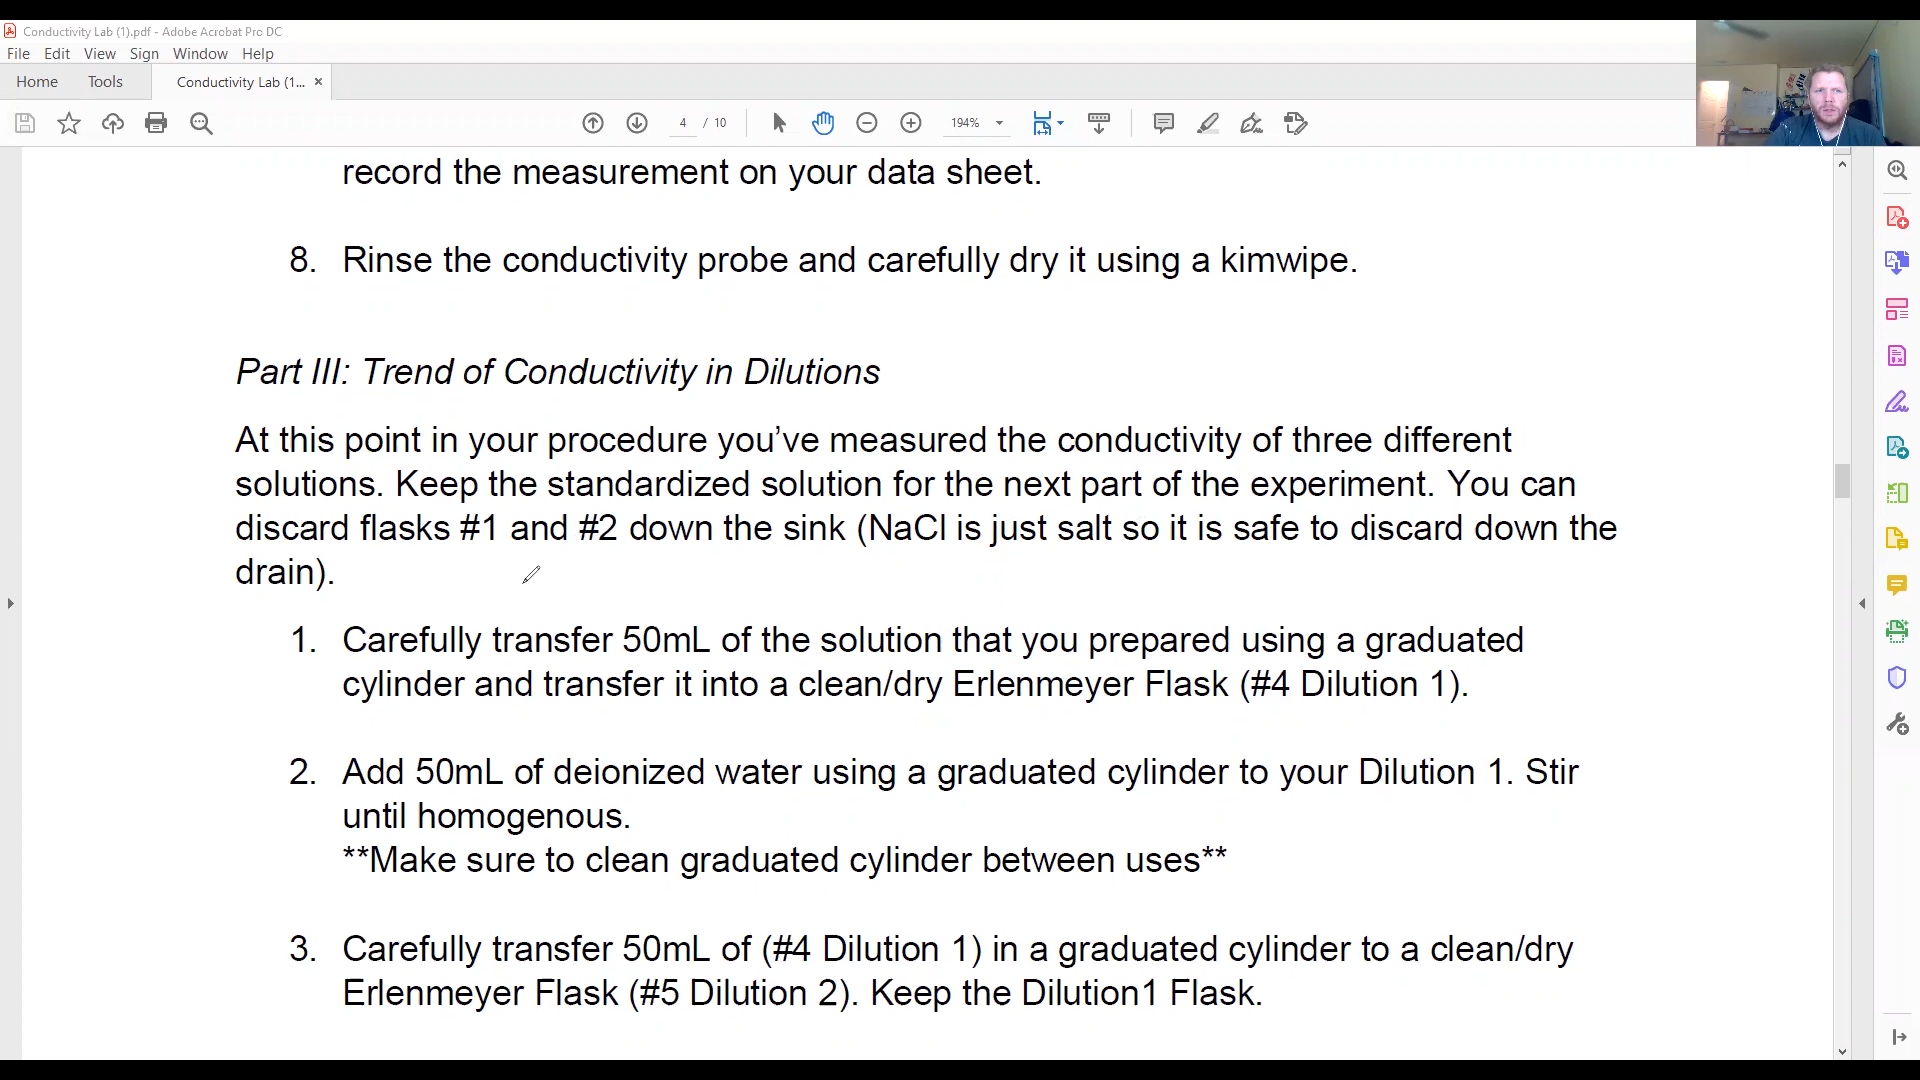 Conductivity Lab (1).pdf - Adobe Acrobat Pro DC
File Edit View Sign Window Help
Home Tools Conductivity Lab (1... ×
4 / 10 194%
record the measurement on your data sheet.
8. Rinse the conductivity probe and carefully dry it using a kimwipe.
Part III: Trend of Conductivity in Dilutions
At this point in your procedure you’ve measured the conductivity of three different
solutions. Keep the standardized solution for the next part of the experiment. You can
discard flasks #1 and #2 down the sink (NaCl is just salt so it is safe to discard down the
drain).
1. Carefully transfer 50mL of the solution that you prepared using a graduated
cylinder and transfer it into a clean/dry Erlenmeyer Flask (#4 Dilution 1).
2. Add 50mL of deionized water using a graduated cylinder to your Dilution 1. Stir
until homogenous.
**Make sure to clean graduated cylinder between uses**
3. Carefully transfer 50mL of (#4 Dilution 1) in a graduated cylinder to a clean/dry
Erlenmeyer Flask (#5 Dilution 2). Keep the Dilution1 Flask.